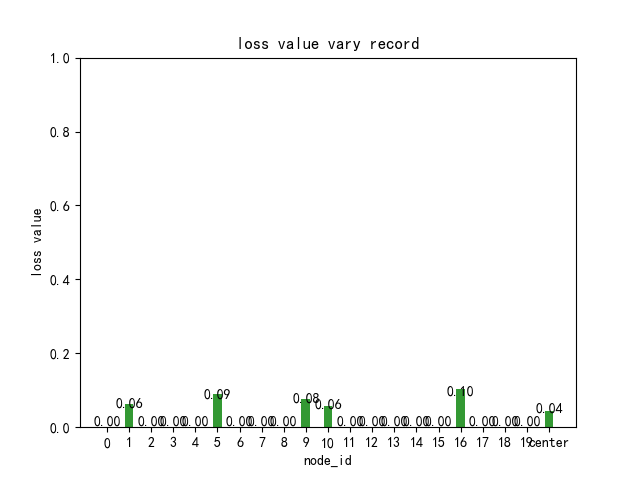 loss value vary record
1.0
0.8
0.6
0.4
0.2
0.0
loss value
0.00 0.06 0.00 0.00 0.00 0.09 0.00 0.00 0.00 0.08 0.06 0.00 0.00 0.00 0.00 0.00 0.10 0.00 0.00 0.00 0.04
0 1 2 3 4 5 6 7 8 9 10 11 12 13 14 15 16 17 18 19 center
node_id